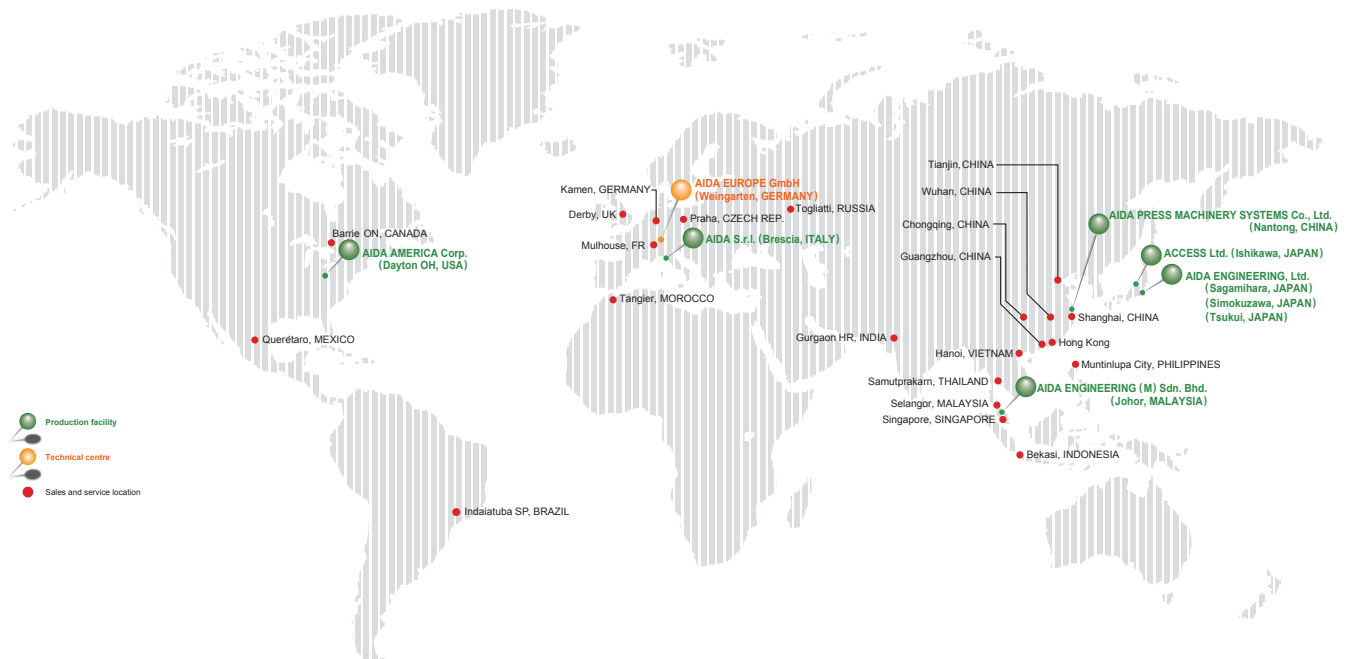 Tianjin, CHINA
Kamen, GERMANY
AIDA EUROPE GmbH
(Weingarten, GERMANY)
Wuhan, CHINA
Derby, UK
Togliatti, RUSSIA
Praha, CZECH REP.
AIDA PRESS MACHINERY SYSTEMS Co., Ltd.
(Nantong, CHINA)
Chongqing, CHINA
Barrie ON, CANADA
AIDA AMERICA Corp.
(Dayton OH, USA)
Mulhouse, FR
AIDA S.r.l. (Brescia, ITALY)
Guangzhou, CHINA
ACCESS Ltd. (Ishikawa, JAPAN)
AIDA ENGINEERING, Ltd.
(Sagamihara, JAPAN)
(Simokuzawa, JAPAN)
(Tsukui, JAPAN)
Tangier, MOROCCO
Shanghai, CHINA
Querétaro, MEXICO
Gurgaon HR, INDIA
Hong Kong
Hanoi, VIETNAM
Muntinlupa City, PHILIPPINES
Samutprakarn, THAILAND
AIDA ENGINEERING (M) Sdn. Bhd.
(Johor, MALAYSIA)
Selangor, MALAYSIA
Singapore, SINGAPORE
Bekasi, INDONESIA
Indaiatuba SP, BRAZIL
Production facility
Technical centre
Sales and service location